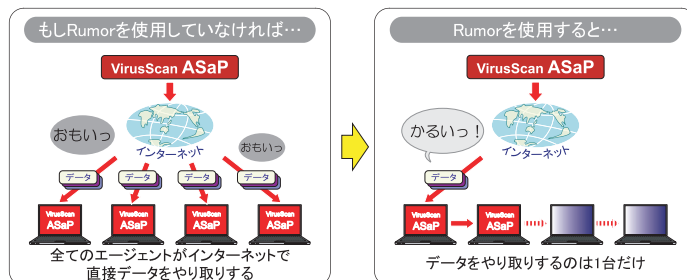 もしRumorを使用していなければ…
VirusScan ASaP
おもいっ
おもいっ
インターネット
データ
データ
データ
データ
VirusScan
ASaP
VirusScan
ASaP
VirusScan
ASaP
VirusScan
ASaP
全てのエージェントがインターネットで
直接データをやり取りする
Rumorを使用すると…
VirusScan ASaP
かるいっ！
インターネット
データ
VirusScan
ASaP
VirusScan
ASaP
データをやり取りするのは1台だけ